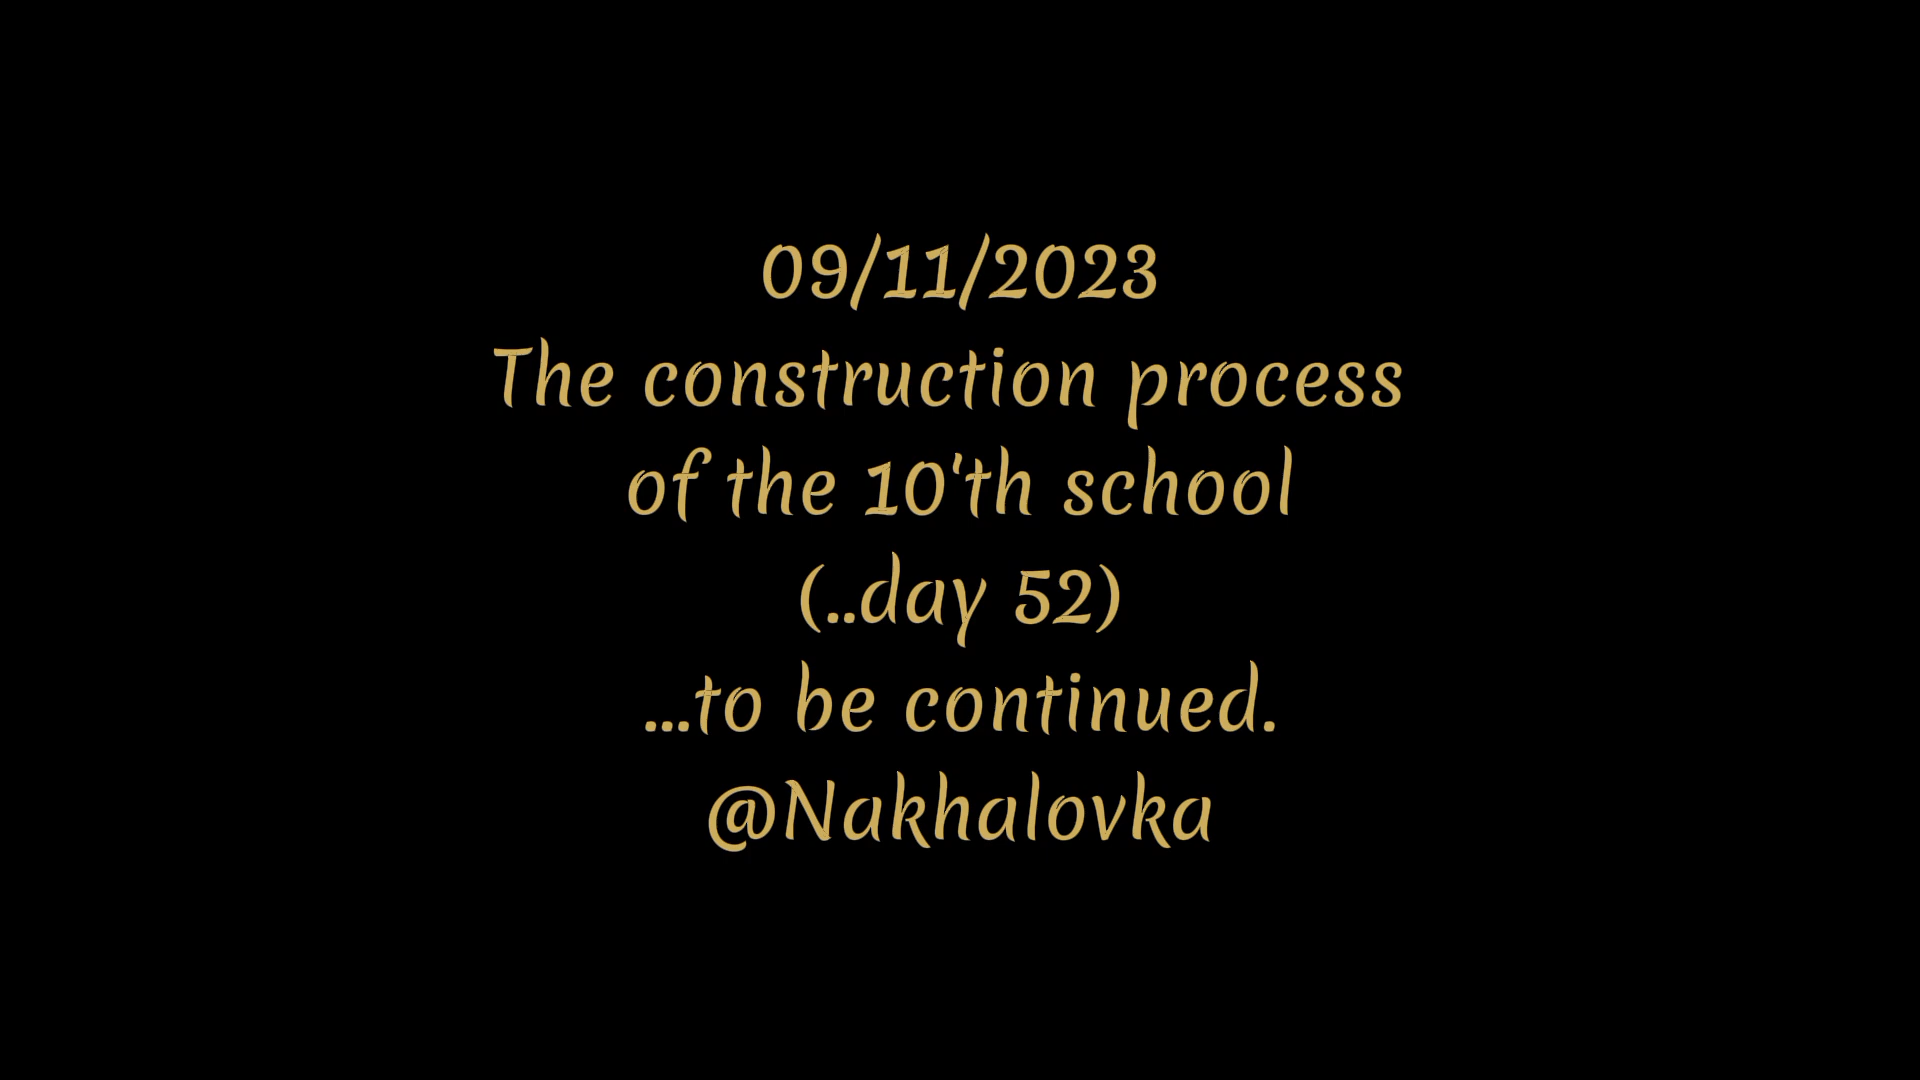 09/11/2023
The construction process
of the 10'th school
(..day 52)
...to be continued.
@Nakhalovka